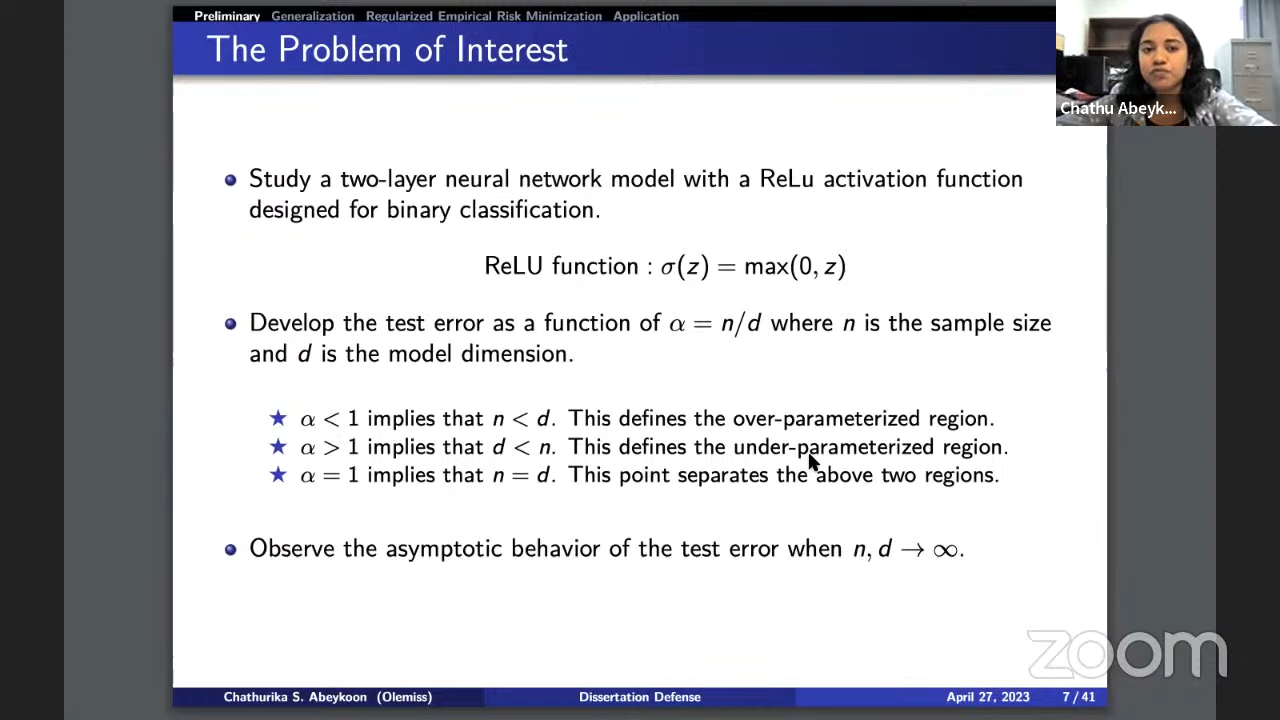 Preliminary Generalization Regularized Empirical Risk Minimization Application
The Problem of Interest
Chathu Abeyk...
Study a two-layer neural network model with a ReLu activation function
designed for binary classification.
ReLU function : σ(z) = max(0, z)
Develop the test error as a function of α = n/d where n is the sample size
and d is the model dimension.
★ α < 1 implies that n < d. This defines the over-parameterized region.
★ α > 1 implies that d < n. This defines the under-parameterized region.
★ α = 1 implies that n = d. This point separates the above two regions.
Observe the asymptotic behavior of the test error when n, d → ∞.
zoom
Chathurika S. Abeykoon (Olemiss) Dissertation Defense April 27, 2023 7 / 41